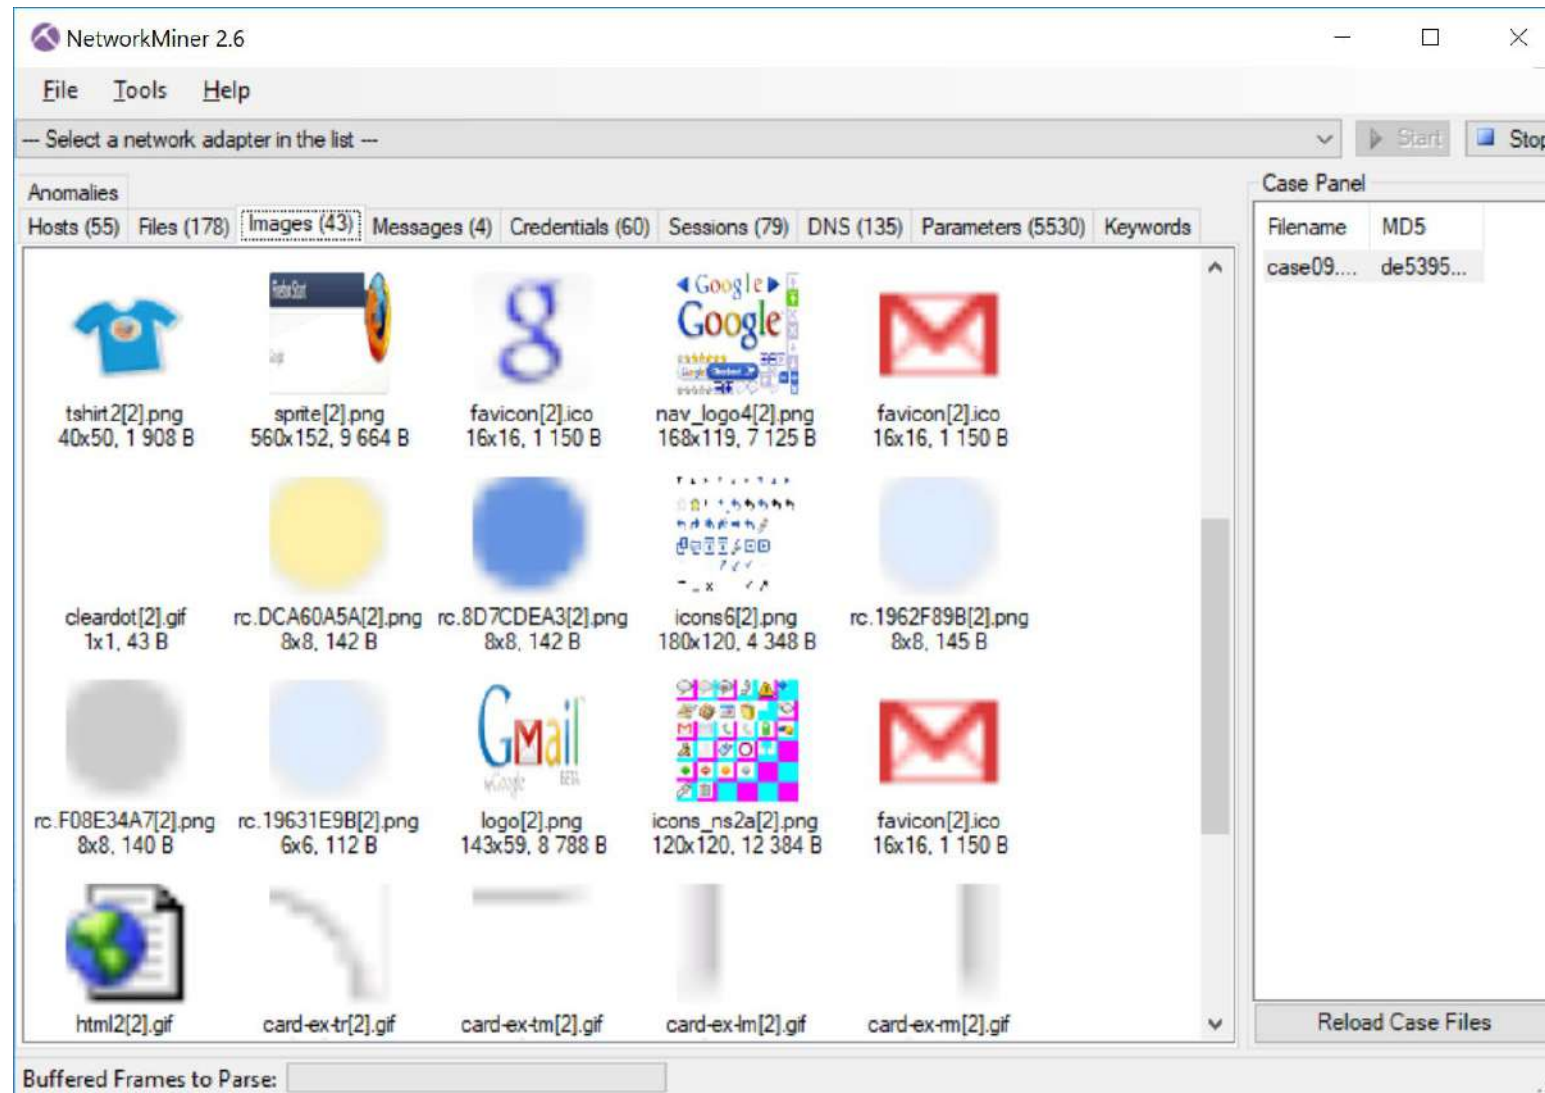 NetworkMiner 2.6
File Tools Help
--- Select a network adapter in the list ---
Start
Stop
Anomalies
Hosts (55) Files (178) Images (43) Messages (4) Credentials (60) Sessions (79) DNS (135) Parameters (5530) Keywords
Case Panel
Filename MD5
case09.... de5395...
Firefox Start
Google
Google
tshirt2[2].png sprite[2].png favicon[2].ico nav_logo4[2].png favicon[2].ico
40x50, 1 908 B 560x152, 9 664 B 16x16, 1 150 B 168x119, 7 125 B 16x16, 1 150 B
cleardot[2].gif rc.DCA60A5A[2].png rc.8D7CDEA3[2].png icons6[2].png rc.1962F89B[2].png
1x1, 43 B 8x8, 142 B 8x8, 142 B 180x120, 4 348 B 8x8, 145 B
Gmail
by Google BETA
rc.F08E34A7[2].png rc.19631E9B[2].png logo[2].png icons_ns2a[2].png favicon[2].ico
8x8, 140 B 6x6, 112 B 143x59, 8 788 B 120x120, 12 384 B 16x16, 1 150 B
html2[2].gif card-ex-tr[2].gif card-ex-tm[2].gif card-ex-lm[2].gif card-ex-rm[2].gif
Reload Case Files
Buffered Frames to Parse: